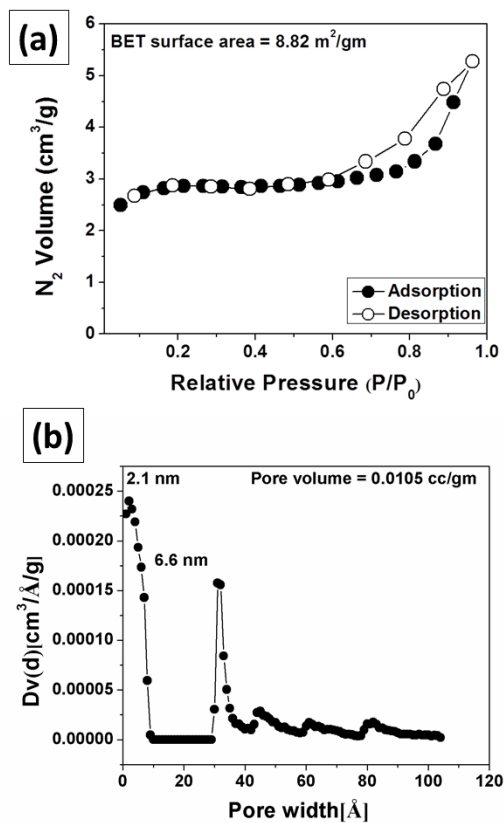 (a)
BET surface area = 8.82 m²/gm
N₂ Volume (cm³/g)
6
5
4
3
2
1
0
0.2 0.4 0.6 0.8 1.0
Adsorption
Desorption
Relative Pressure (P/P₀)
(b)
2.1 nm
Pore volume = 0.0105 cc/gm
6.6 nm
Dv(d)[cm³/Å/g]
0.00025
0.00020
0.00015
0.00010
0.00005
0.00000
0 20 40 60 80 100 120
Pore width[Å]